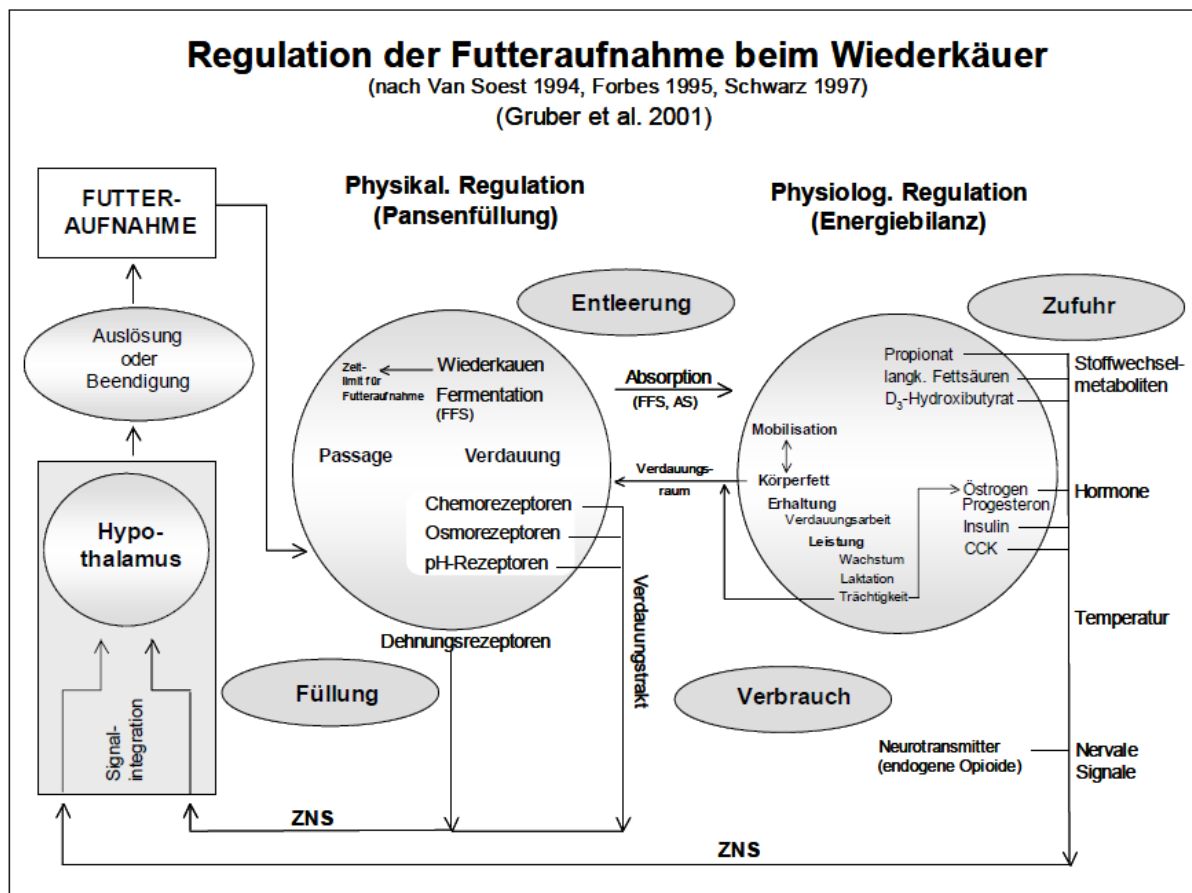 Regulation der Futteraufnahme beim Wiederkäuer
(nach Van Soest 1994, Forbes 1995, Schwarz 1997)
(Gruber et al. 2001)
FUTTER-
AUFNAHME
Auslösung
oder
Beendigung
Hypo-
thalamus
Signal-
integration
Physikal. Regulation
(Pansenfüllung)
Entleerung
Zeit-
limit für
Futteraufnahme
Wiederkauen
Fermentation
(FFS)
Passage
Verdauung
Chemorezeptoren
Osmorezeptoren
pH-Rezeptoren
Dehnungsrezeptoren
Verdauungstrakt
Füllung
Absorption
(FFS, AS)
Verdauungs-
raum
Physiolog. Regulation
(Energiebilanz)
Zufuhr
Propionat
langk. Fettsäuren
D₃-Hydroxibutyrat
Stoffwechsel-
metaboliten
Mobilisation
Körperfett
Erhaltung
Verdauungsarbeit
Leistung
Wachstum
Laktation
Trächtigkeit
Östrogen
Progesteron
Insulin
CCK
Hormone
Temperatur
Verbrauch
Neurotransmitter
(endogene Opioide)
Nervale
Signale
ZNS
ZNS